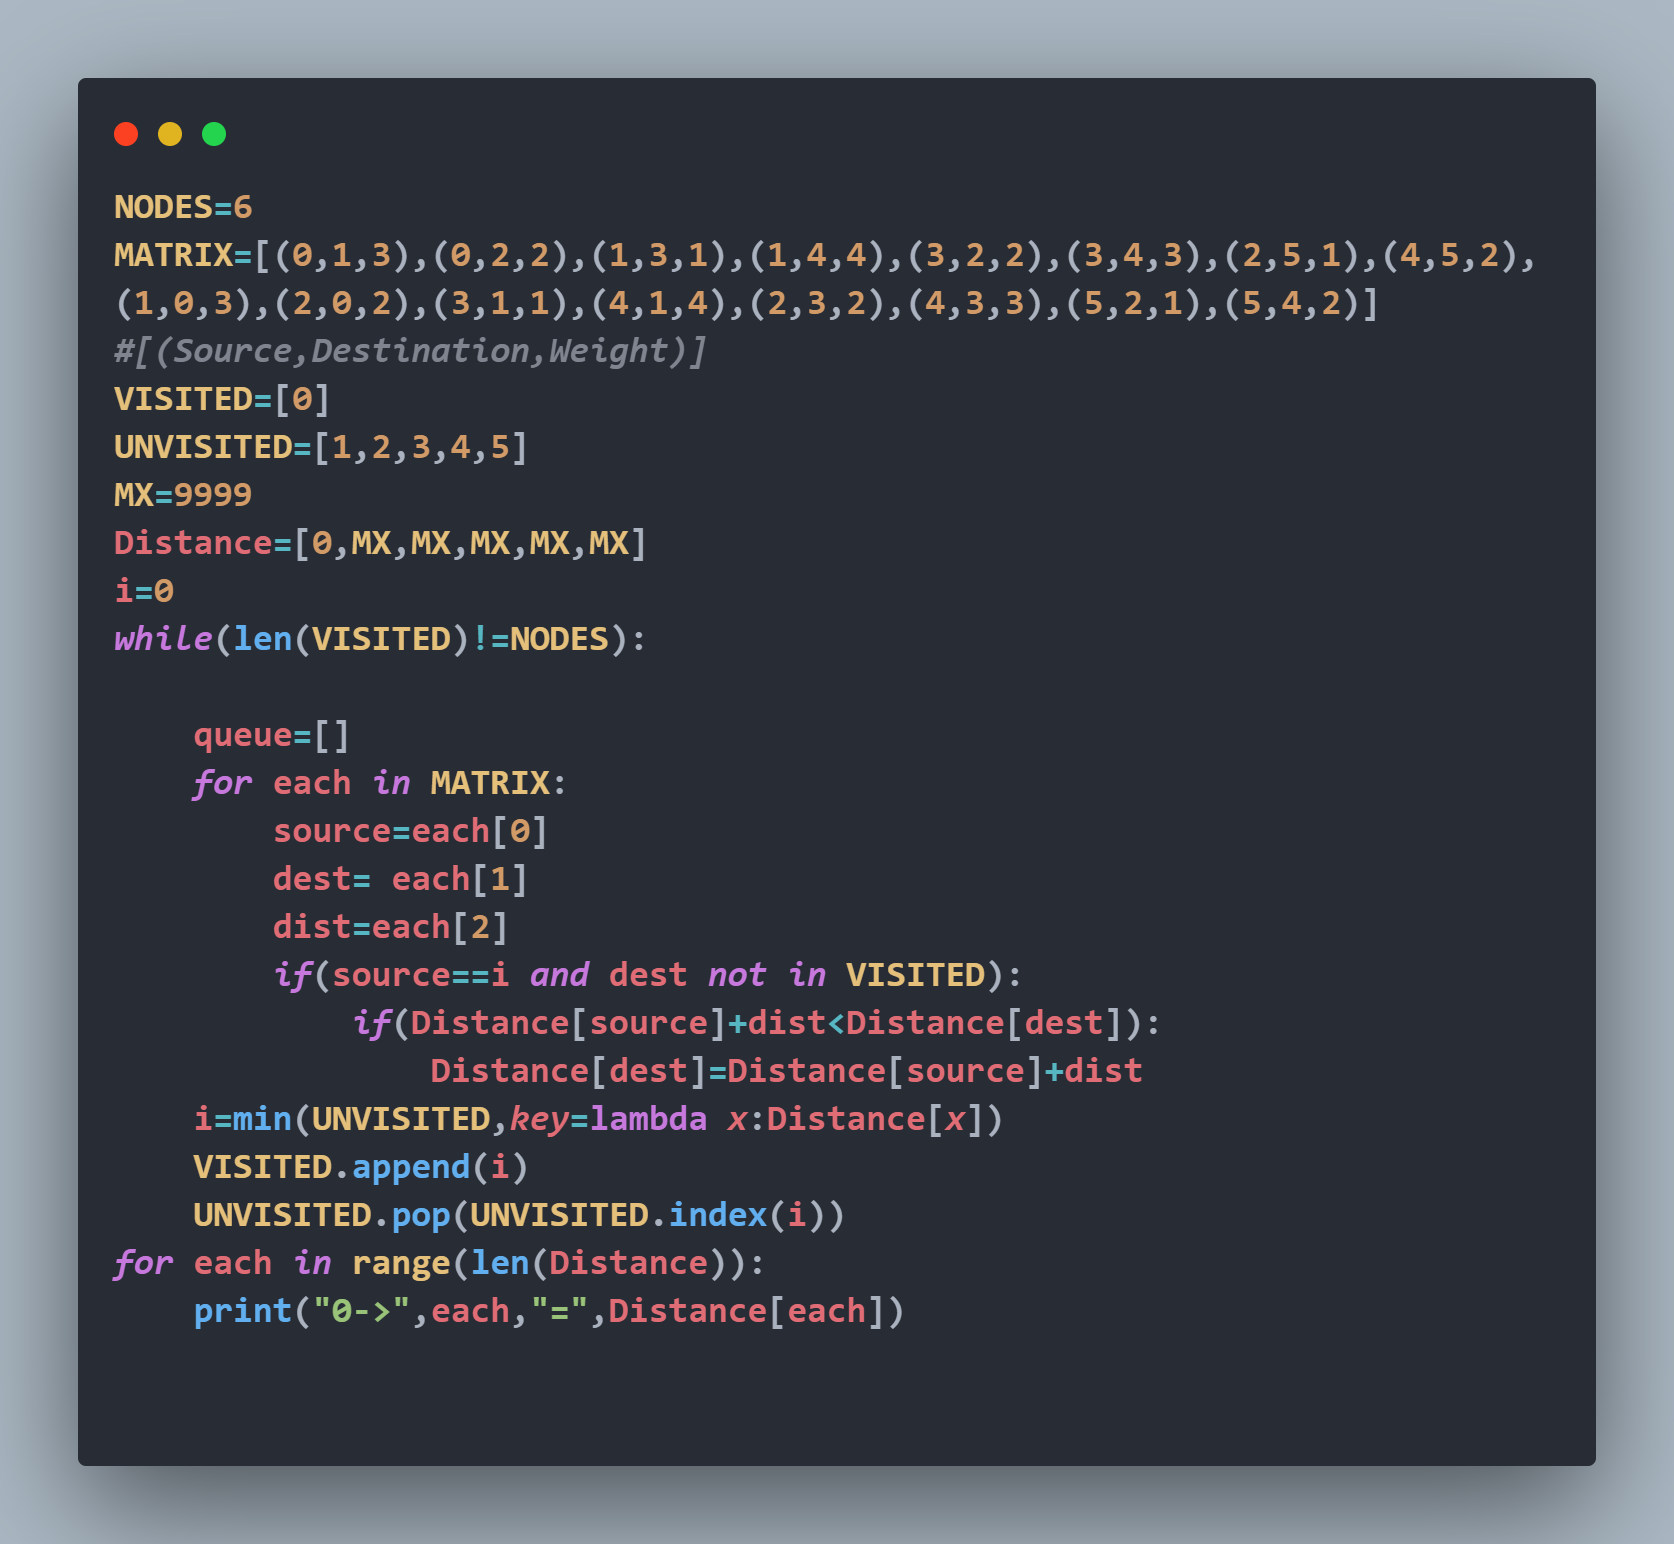 NODES=6
MATRIX=[(0,1,3),(0,2,2),(1,3,1),(1,4,4),(3,2,2),(3,4,3),(2,5,1),(4,5,2),
(1,0,3),(2,0,2),(3,1,1),(4,1,4),(2,3,2),(4,3,3),(5,2,1),(5,4,2)]
#[(Source,Destination,Weight)]
VISITED=[0]
UNVISITED=[1,2,3,4,5]
MX=9999
Distance=[0,MX,MX,MX,MX,MX]
i=0
while(len(VISITED)!=NODES):

    queue=[]
    for each in MATRIX:
        source=each[0]
        dest= each[1]
        dist=each[2]
        if(source==i and dest not in VISITED):
            if(Distance[source]+dist<Distance[dest]):
                Distance[dest]=Distance[source]+dist
    i=min(UNVISITED,key=lambda x:Distance[x])
    VISITED.append(i)
    UNVISITED.pop(UNVISITED.index(i))
for each in range(len(Distance)):
    print("0->",each,"=",Distance[each])